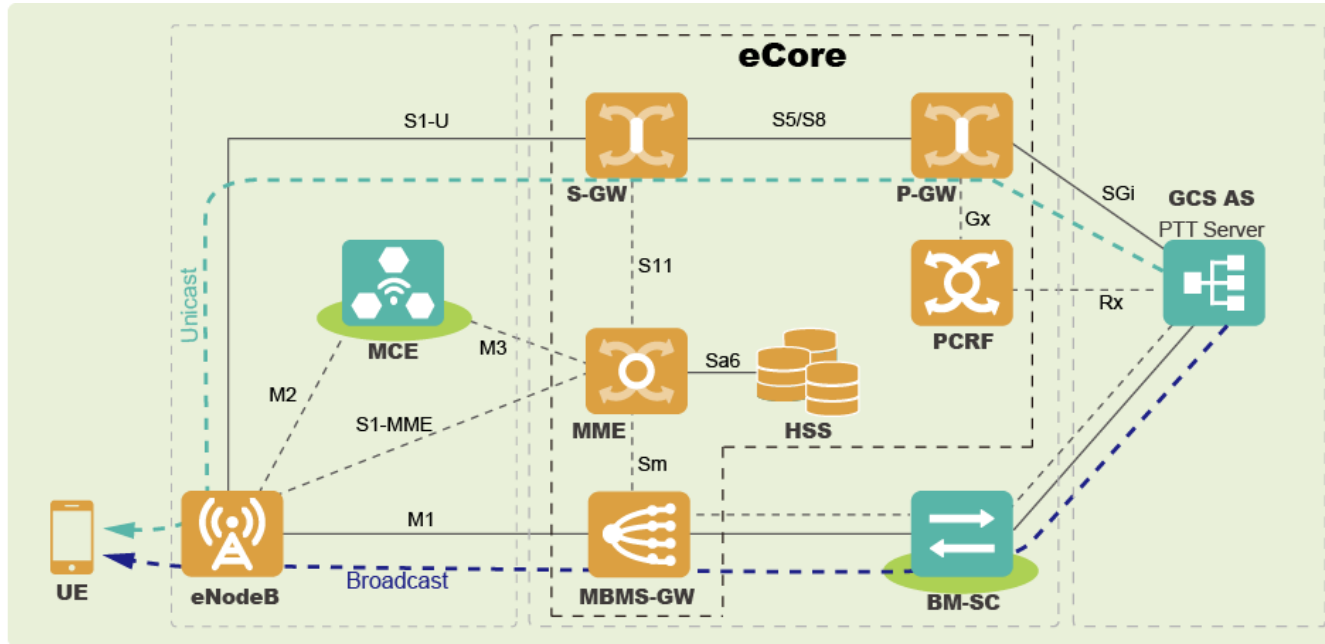 eCore
S1-U
S5/S8
S-GW
P-GW
SGi
GCS AS
PTT Server
Gx
Unicast
S11
Rx
MCE
M3
PCRF
Sa6
M2
S1-MME
MME
HSS
Sm
M1
UE
eNodeB
Broadcast
MBMS-GW
BM-SC